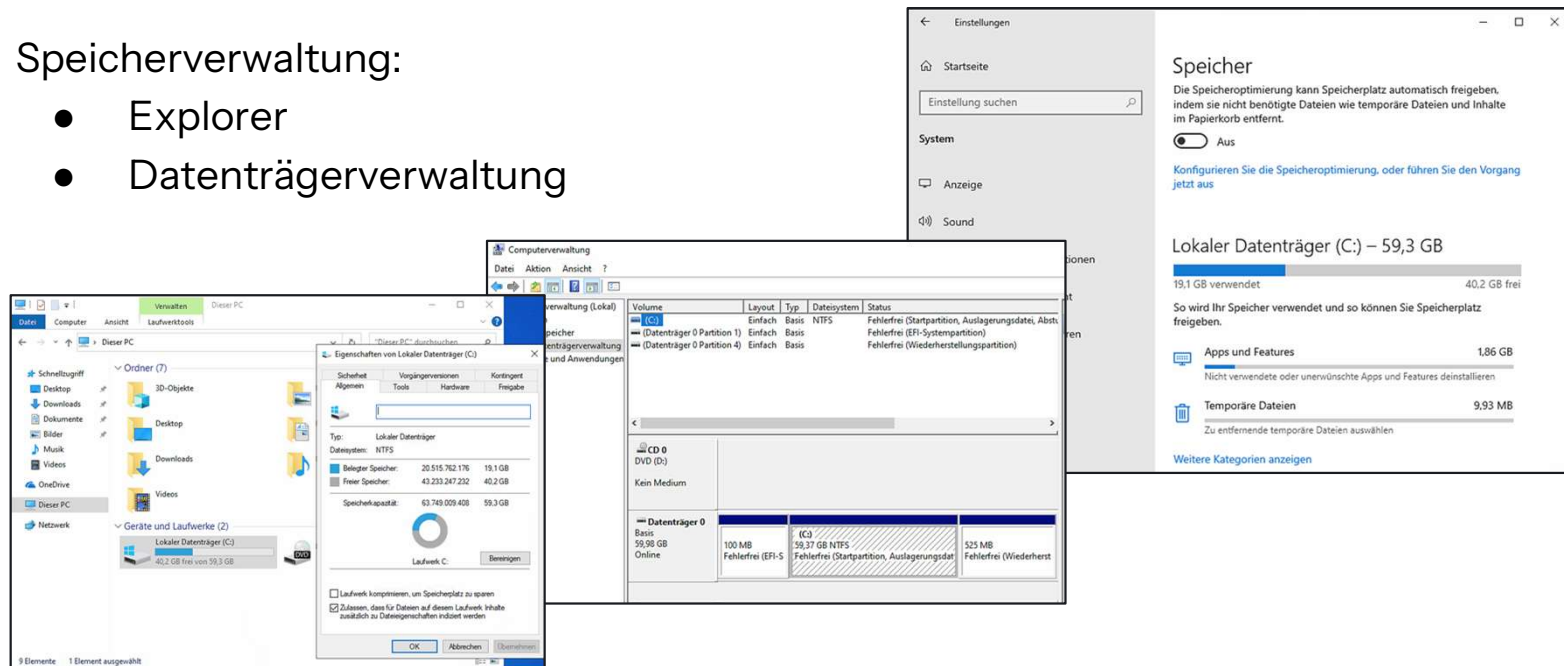 Speicherverwaltung:
● Explorer
● Datenträgerverwaltung
Einstellungen
Startseite
Einstellung suchen
System
Anzeige
Sound
Speicher
Die Speicheroptimierung kann Speicherplatz automatisch freigeben,
indem sie nicht benötigte Dateien wie temporäre Dateien und Inhalte
im Papierkorb entfernt.
Aus
Konfigurieren Sie die Speicheroptimierung, oder führen Sie den Vorgang
jetzt aus
Lokaler Datenträger (C:) – 59,3 GB
19,1 GB verwendet 40,2 GB frei
So wird Ihr Speicher verwendet und so können Sie Speicherplatz
freigeben.
Apps und Features 1,86 GB
Nicht verwendete oder unerwünschte Apps und Features deinstallieren
Temporäre Dateien 9,93 MB
Zu entfernende temporäre Dateien auswählen
Weitere Kategorien anzeigen
Computerverwaltung
Datei Aktion Ansicht ?
verwaltung (Lokal)
peicher
tenträgerverwaltung
e und Anwendungen
Volume Layout Typ Dateisystem Status
(C:) Einfach Basis NTFS Fehlerfrei (Startpartition, Auslagerungsdatei, Abstu
(Datenträger 0 Partition 1) Einfach Basis Fehlerfrei (EFI-Systempartition)
(Datenträger 0 Partition 4) Einfach Basis Fehlerfrei (Wiederherstellungspartition)
CD 0
DVD (D:)
Kein Medium
Datenträger 0
Basis
59,98 GB
Online
100 MB
Fehlerfrei (EFI-S
(C:)
59,37 GB NTFS
Fehlerfrei (Startpartition, Auslagerungsdat
525 MB
Fehlerfrei (Wiederherst
Verwalten Dieser PC
Datei Computer Ansicht Laufwerktools
Dieser PC
"Dieser PC" durchsuchen
Schnellzugriff
Desktop
Downloads
Dokumente
Bilder
Musik
Videos
OneDrive
Dieser PC
Netzwerk
Ordner (7)
3D-Objekte
Desktop
Downloads
Videos
Geräte und Laufwerke (2)
Lokaler Datenträger (C:)
40,2 GB frei von 59,3 GB
DVD
9 Elemente 1 Element ausgewählt
Eigenschaften von Lokaler Datenträger (C:)
Sicherheit Vorgängerversionen Kontingent
Allgemein Tools Hardware Freigabe
Typ: Lokaler Datenträger
Dateisystem: NTFS
Belegter Speicher: 20.515.762.176 19,1 GB
Freier Speicher: 43.233.247.232 40,2 GB
Speicherkapazität: 63.749.009.408 59,3 GB
Laufwerk C:
Bereinigen
Laufwerk komprimieren, um Speicherplatz zu sparen
Zulassen, dass für Dateien auf diesem Laufwerk Inhalte
zusätzlich zu Dateieigenschaften indiziert werden
OK Abbrechen Übernehmen